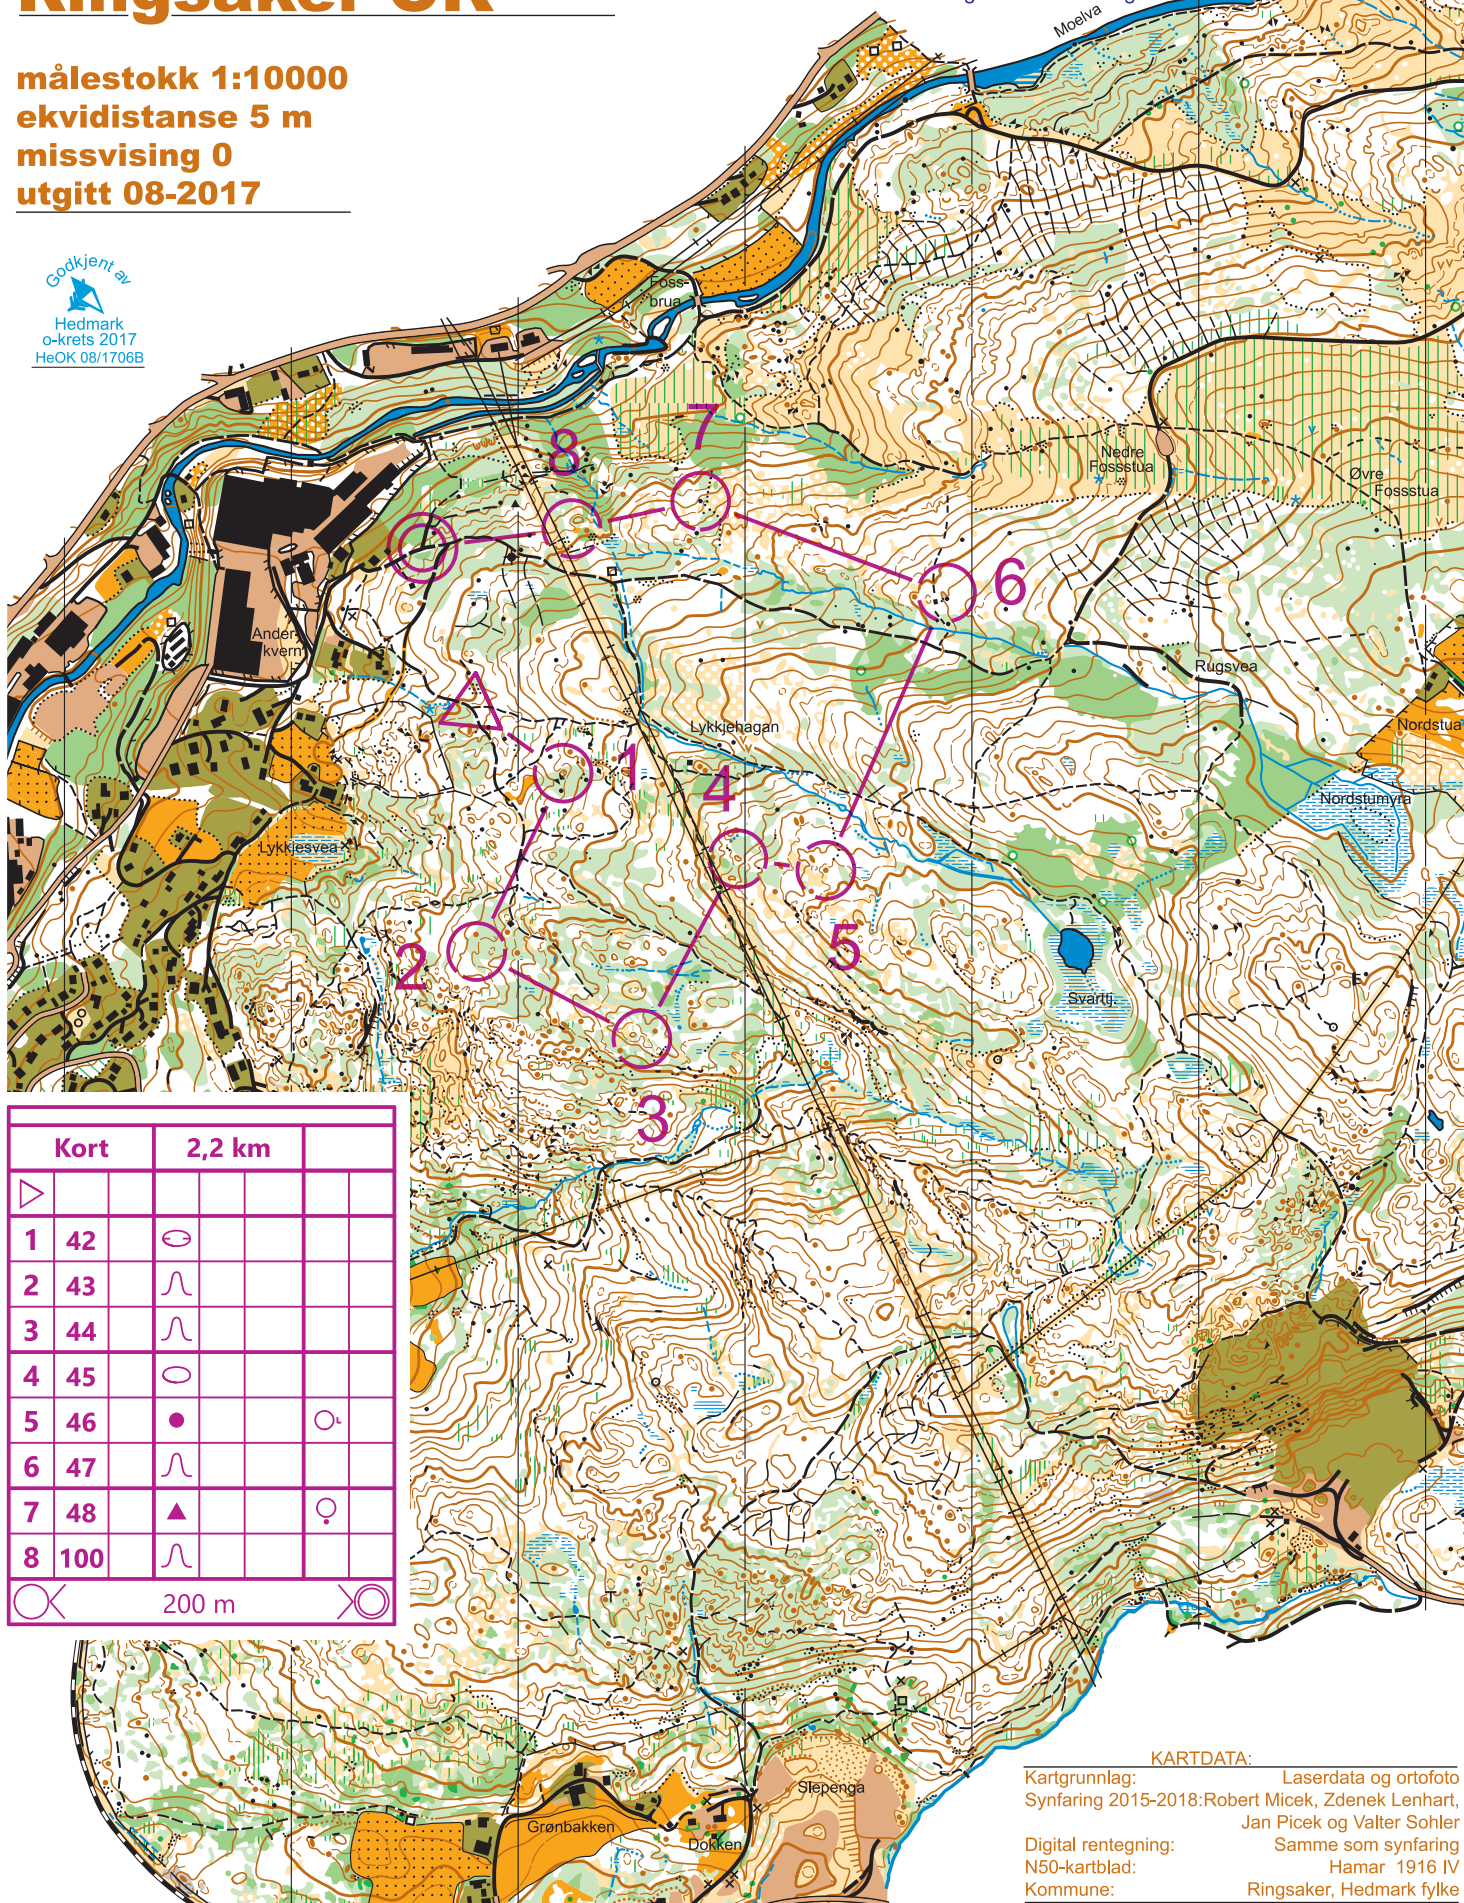 Ringsaker OK
målestokk 1:10000
ekvidistanse 5 m
missvising 0
utgitt 08-2017
Godkjent av
Hedmark
o-krets 2017
HeOK 08/1706B
Moelva
Foss-
brua
7
8
Nedre
Fossstua
Øvre
Fossstua
6
Ander-
kvern
Rugsvea
Nordstua
Lykkjehagan
1
4
Nordstumyra
Lykkjesvea
2
5
Svarttj.
3
Kort 2,2 km
1 42
2 43
3 44
4 45
5 46
6 47
7 48
8 100
200 m
Slepenga
Grønbakken
Dokken
KARTDATA:
Kartgrunnlag: Laserdata og ortofoto
Synfaring 2015-2018: Robert Micek, Zdenek Lenhart,
Jan Picek og Valter Sohler
Digital rentegning: Samme som synfaring
N50-kartblad: Hamar 1916 IV
Kommune: Ringsaker, Hedmark fylke